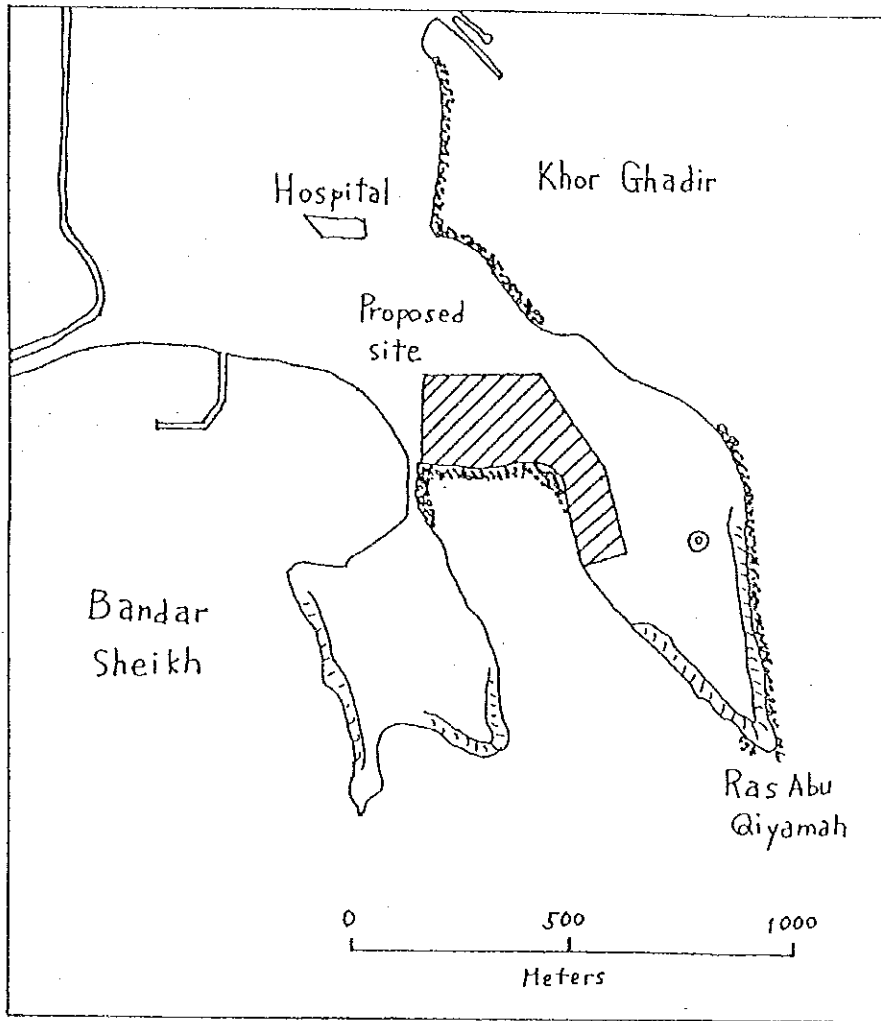 Khor Ghadir
Hospital
Proposed
site
Bandar
Sheikh
Ras Abu
Qiyamah
0 500 1000
Meters